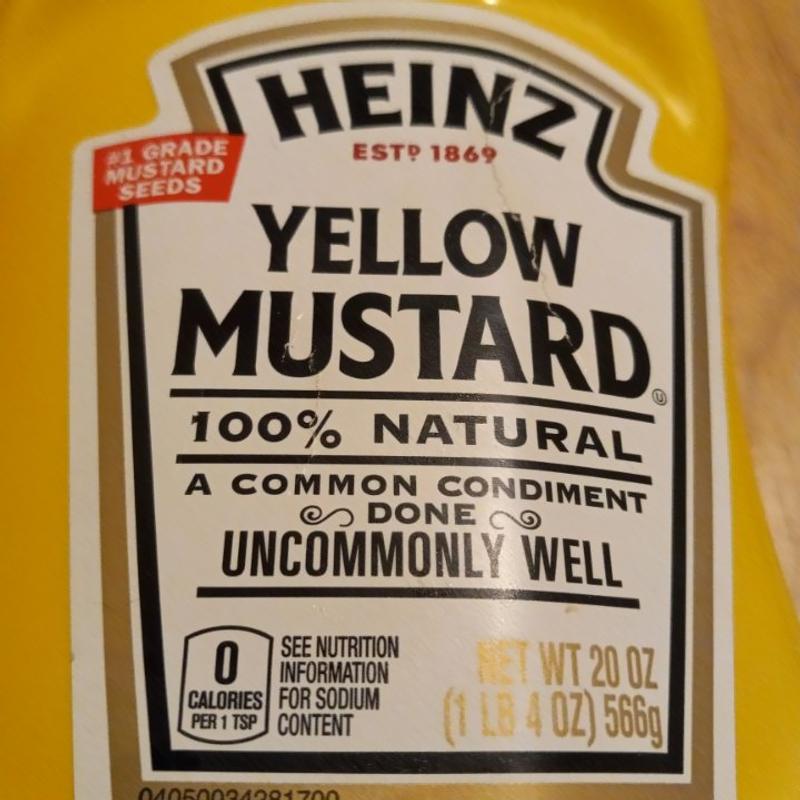 HEINZ
ESTD 1869
#1 GRADE
MUSTARD
SEEDS
YELLOW
MUSTARD
100% NATURAL
A COMMON CONDIMENT
DONE
UNCOMMONLY WELL
0
CALORIES
PER 1 TSP
SEE NUTRITION
INFORMATION
FOR SODIUM
CONTENT
NET WT 20 OZ
(1 LB 4 OZ) 566g